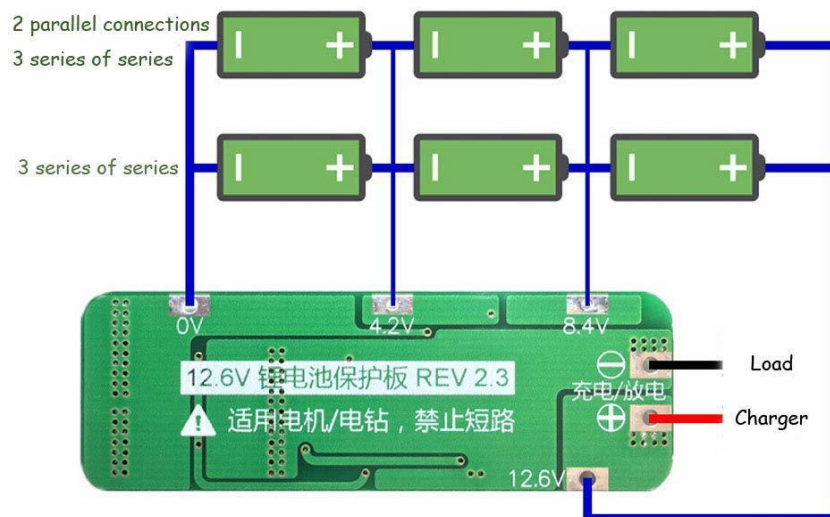 2 parallel connections
3 series of series
3 series of series
0V
4.2V
8.4V
12.6V 锂电池保护板 REV 2.3
Load
充电/放电
适用电机/电钻，禁止短路
Charger
12.6V